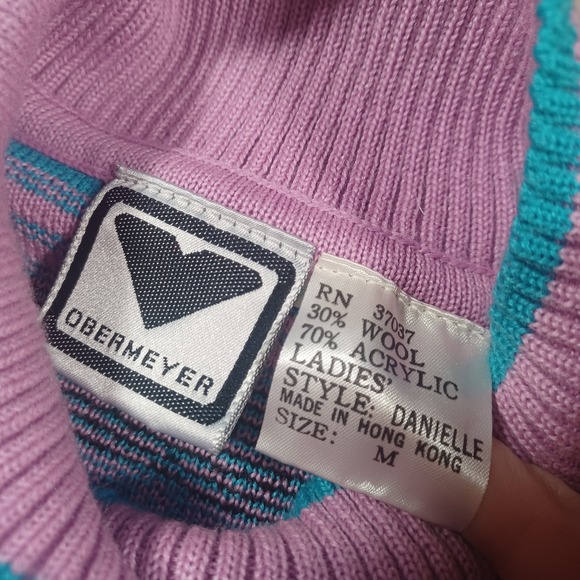 OBERMEYER
RN 37037
30% WOOL
70% ACRYLIC
LADIES'
STYLE: DANIELLE
MADE IN HONG KONG
SIZE: M